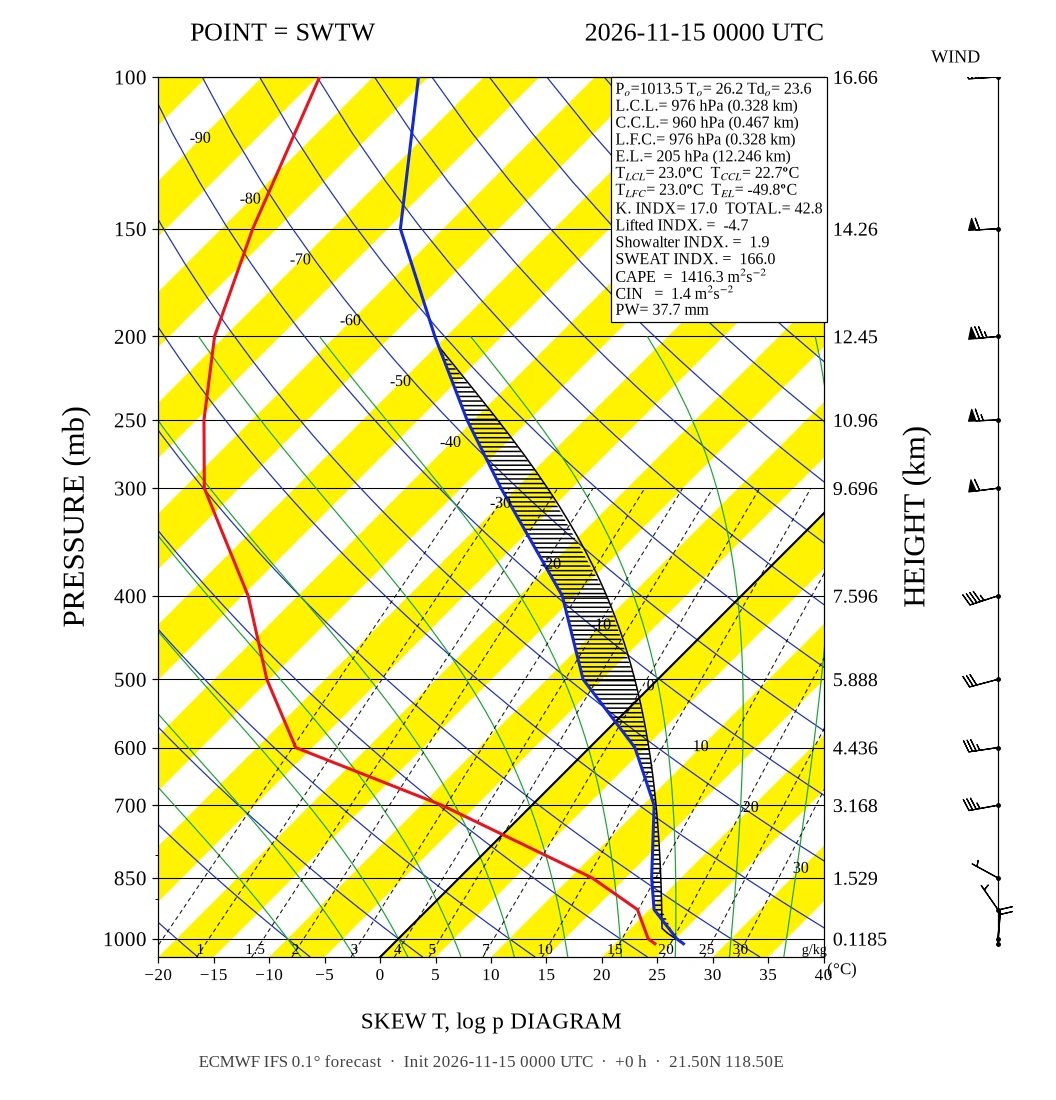 POINT = SWTW
2026-11-15 0000 UTC
WIND
100
16.66
Pₒ=1013.5 Tₒ= 26.2 Tdₒ= 23.6
L.C.L.= 976 hPa (0.328 km)
C.C.L.= 960 hPa (0.467 km)
L.F.C.= 976 hPa (0.328 km)
E.L.= 205 hPa (12.246 km)
T_LCL= 23.0°C T_CCL= 22.7°C
T_LFC= 23.0°C T_EL= -49.8°C
K. INDX= 17.0 TOTAL.= 42.8
Lifted INDX. = -4.7
Showalter INDX. = 1.9
SWEAT INDX. = 166.0
CAPE = 1416.3 m²s⁻²
CIN = 1.4 m²s⁻²
PW= 37.7 mm
-90
-80
150
14.26
-70
-60
200
12.45
-50
250
10.96
-40
300
9.696
-30
-20
400
7.596
-10
500
5.888
0
600
4.436
10
700
3.168
20
850
1.529
30
1000
0.1185
1 1.5 2 3 4 5 7 10 15 20 25 30 g/kg
−20 −15 −10 −5 0 5 10 15 20 25 30 35 40 (°C)
PRESSURE (mb)
HEIGHT (km)
SKEW T, log p DIAGRAM
ECMWF IFS 0.1° forecast · Init 2026-11-15 0000 UTC · +0 h · 21.50N 118.50E